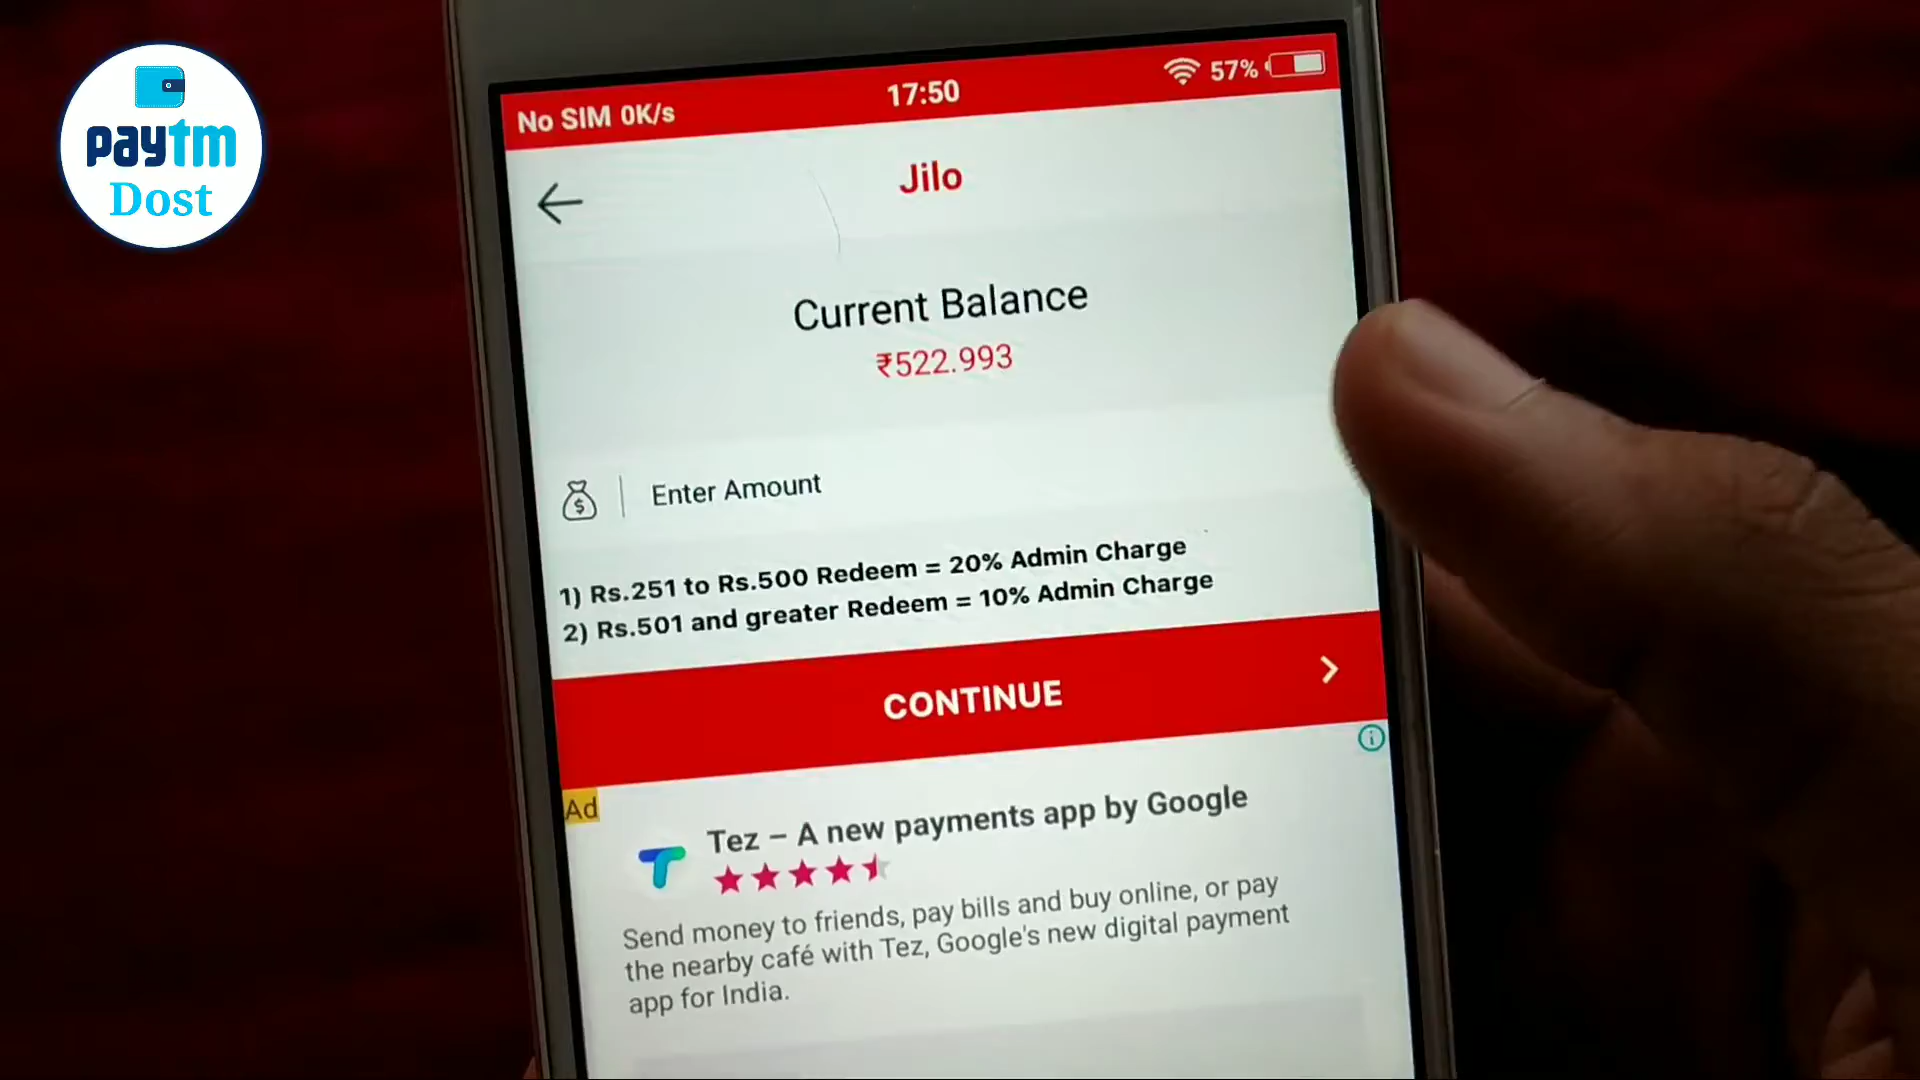 paytm
Dost
No SIM 0K/s
17:50
57%
Jilo
Current Balance
₹522.993
Enter Amount
1) Rs.251 to Rs.500 Redeem = 20% Admin Charge
2) Rs.501 and greater Redeem = 10% Admin Charge
CONTINUE
Ad
Tez – A new payments app by Google
Send money to friends, pay bills and buy online, or pay
the nearby café with Tez, Google's new digital payment
app for India.